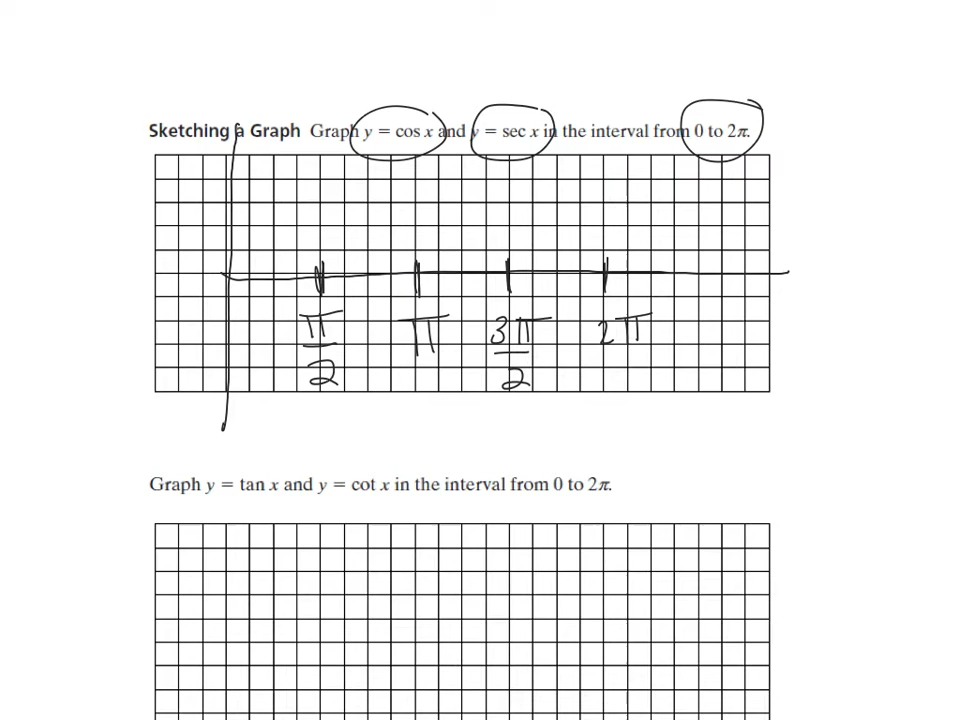 Sketching a Graph Graph y = cos x and y = sec x in the interval from 0 to 2π.
π/2 π 3π/2 2π
Graph y = tan x and y = cot x in the interval from 0 to 2π.